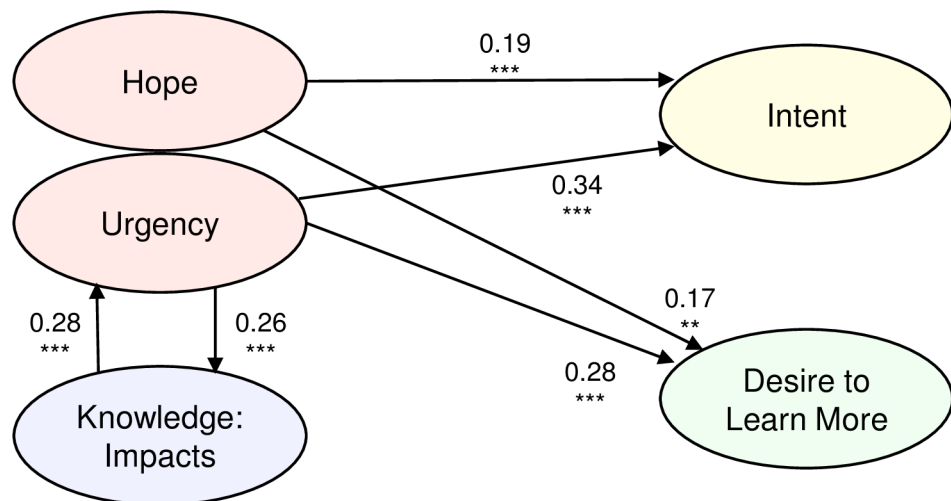 0.19
***
Hope
Intent
0.34
***
Urgency
0.28
***
0.26
***
0.17
**
0.28
***
Knowledge:
Impacts
Desire to
Learn More